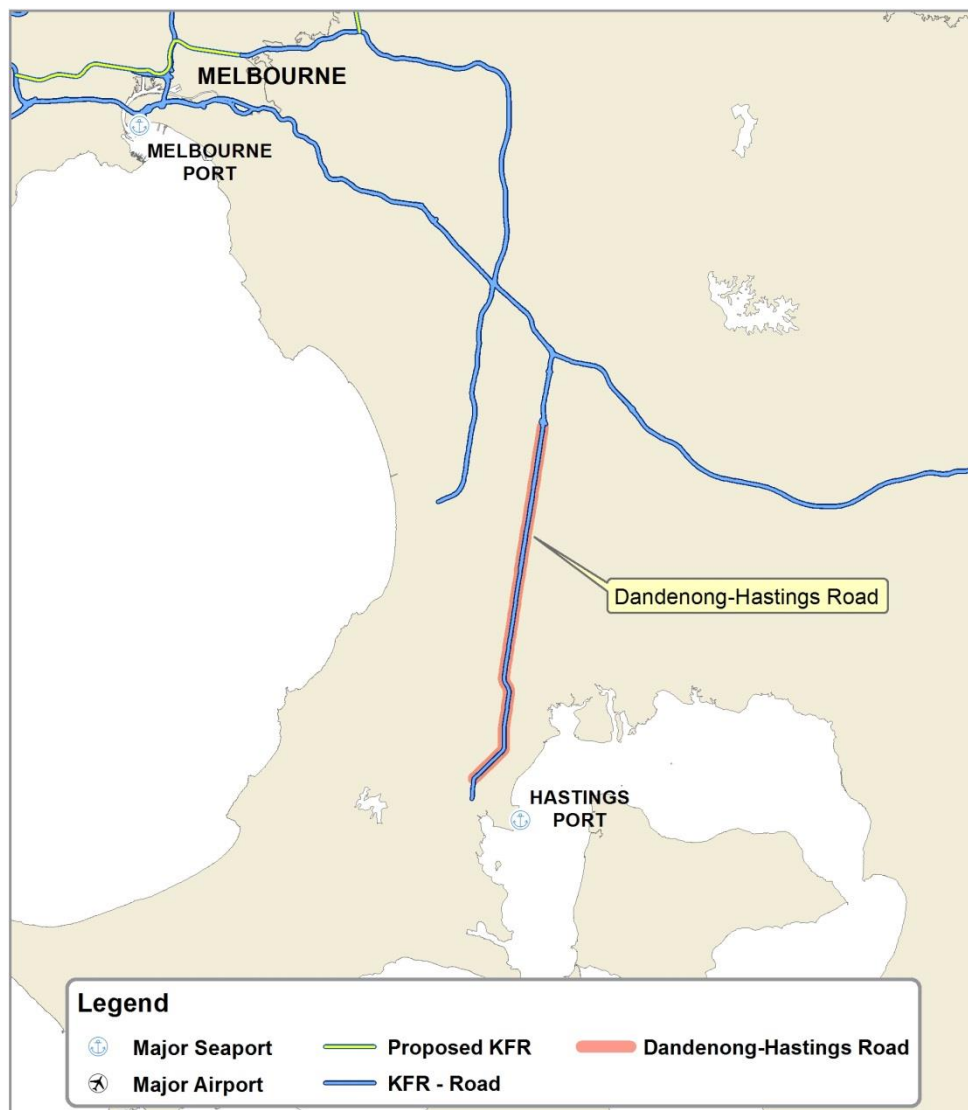 MELBOURNE
MELBOURNE
PORT
Dandenong-Hastings Road
HASTINGS
PORT
Legend
Major Seaport
Proposed KFR
Dandenong-Hastings Road
Major Airport
KFR - Road